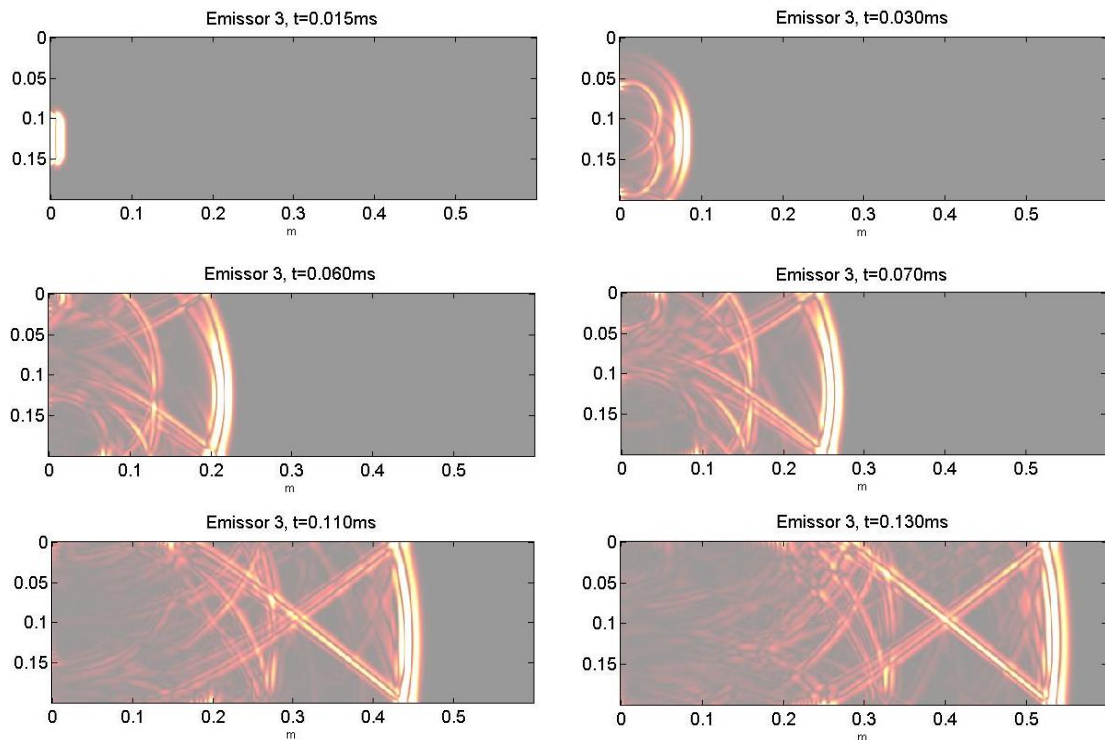 Emissor 3, t=0.015ms
0
0.05
0.1
0.15
0 0.1 0.2 0.3 0.4 0.5
m
Emissor 3, t=0.030ms
0
0.05
0.1
0.15
0 0.1 0.2 0.3 0.4 0.5
m
Emissor 3, t=0.060ms
0
0.05
0.1
0.15
0 0.1 0.2 0.3 0.4 0.5
m
Emissor 3, t=0.070ms
0
0.05
0.1
0.15
0 0.1 0.2 0.3 0.4 0.5
m
Emissor 3, t=0.110ms
0
0.05
0.1
0.15
0 0.1 0.2 0.3 0.4 0.5
m
Emissor 3, t=0.130ms
0
0.05
0.1
0.15
0 0.1 0.2 0.3 0.4 0.5
m